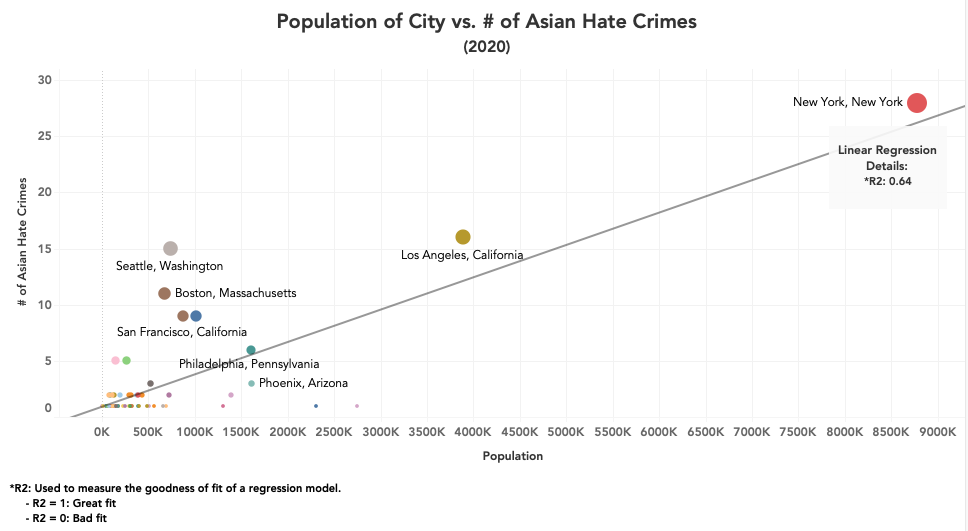 Population of City vs. # of Asian Hate Crimes
(2020)
30
25
20
15
10
5
0
# of Asian Hate Crimes
New York, New York
Linear Regression
Details:
*R2: 0.64
Los Angeles, California
Seattle, Washington
Boston, Massachusetts
San Francisco, California
Philadelphia, Pennsylvania
Phoenix, Arizona
0K 500K 1000K 1500K 2000K 2500K 3000K 3500K 4000K 4500K 5000K 5500K 6000K 6500K 7000K 7500K 8000K 8500K 9000K
Population
*R2: Used to measure the goodness of fit of a regression model.
- R2 = 1: Great fit
- R2 = 0: Bad fit